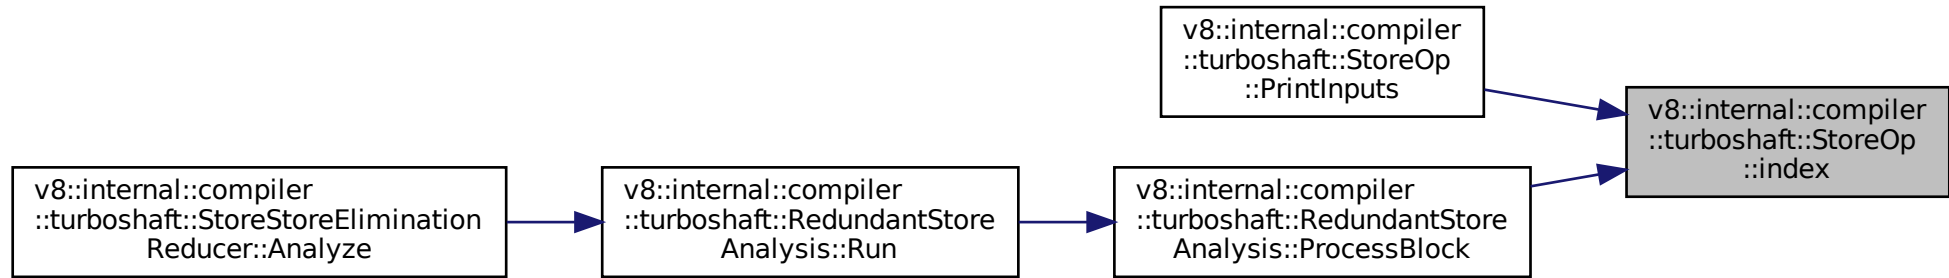 v8::internal::compiler
::turboshaft::StoreOp
::PrintInputs
v8::internal::compiler
::turboshaft::StoreOp
::index
v8::internal::compiler
::turboshaft::StoreStoreElimination
Reducer::Analyze
v8::internal::compiler
::turboshaft::RedundantStore
Analysis::Run
v8::internal::compiler
::turboshaft::RedundantStore
Analysis::ProcessBlock